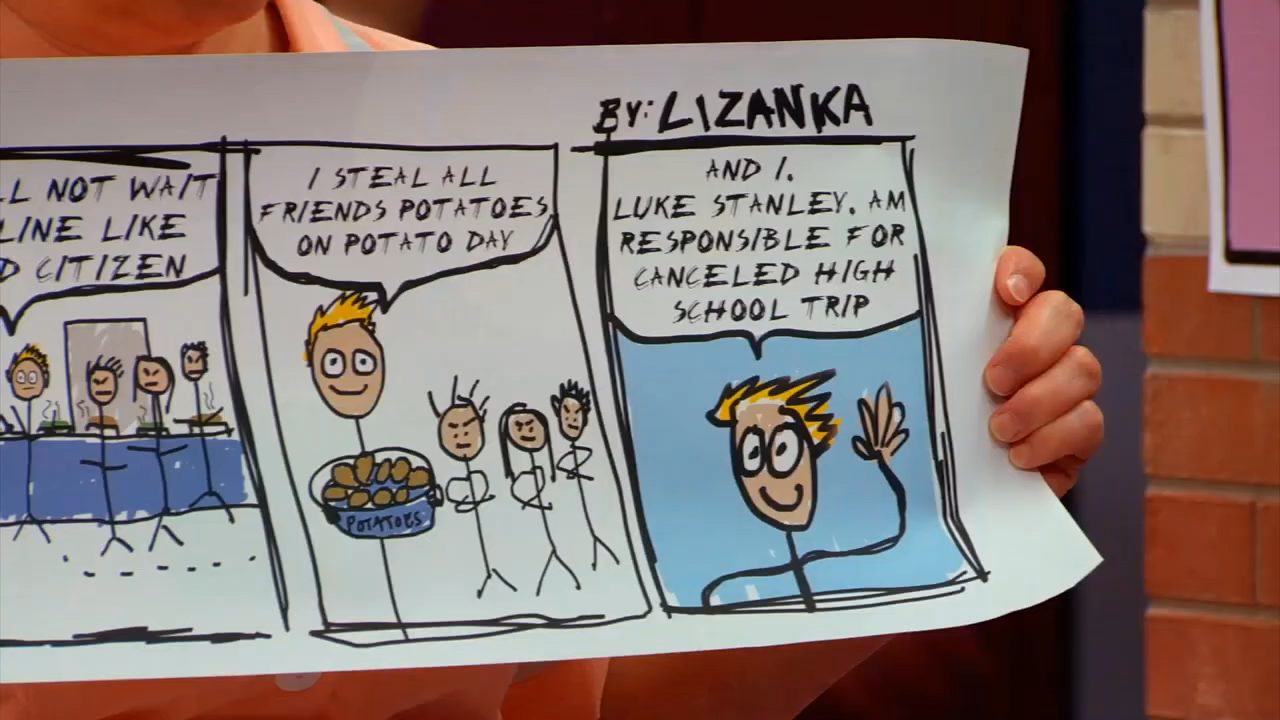 BY: LIZANKA
LL NOT WAIT
LINE LIKE
D CITIZEN
I STEAL ALL
FRIENDS POTATOES
ON POTATO DAY
POTATOES
AND I.
LUKE STANLEY. AM
RESPONSIBLE FOR
CANCELED HIGH
SCHOOL TRIP